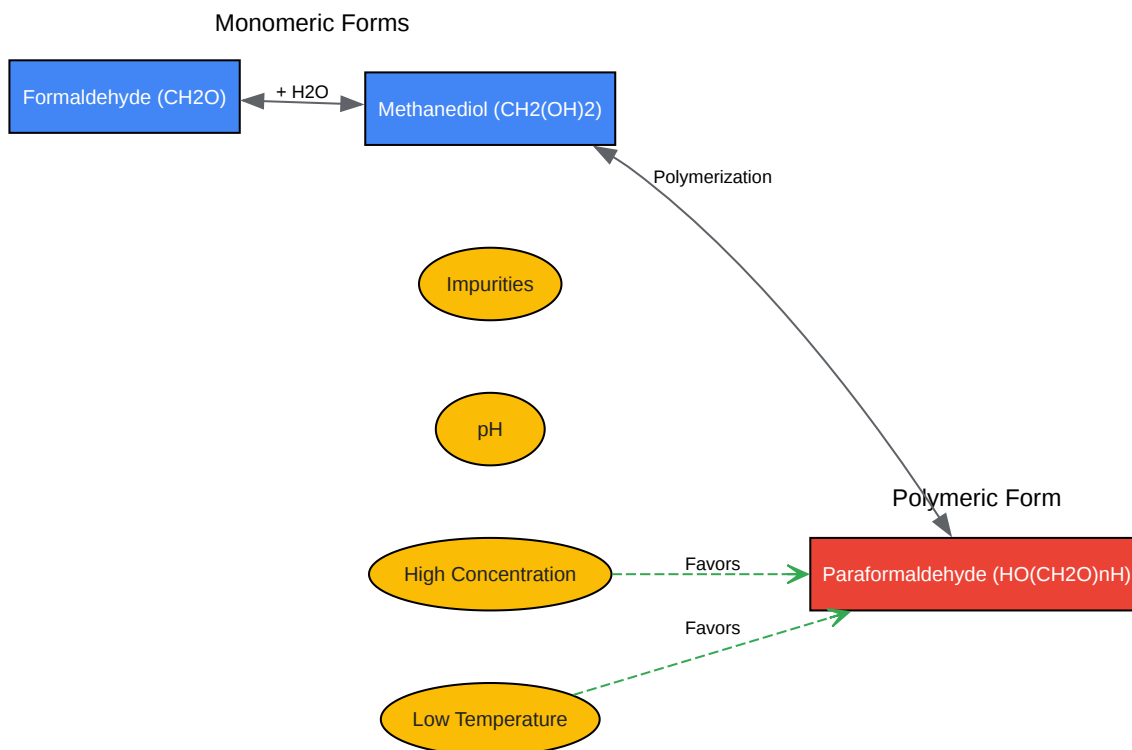 Monomeric Forms
Formaldehyde (CH2O)
+ H2O
Methanediol (CH2(OH)2)
Polymerization
Impurities
pH
Polymeric Form
High Concentration
Favors
Paraformaldehyde (HO(CH2O)nH)
Favors
Low Temperature